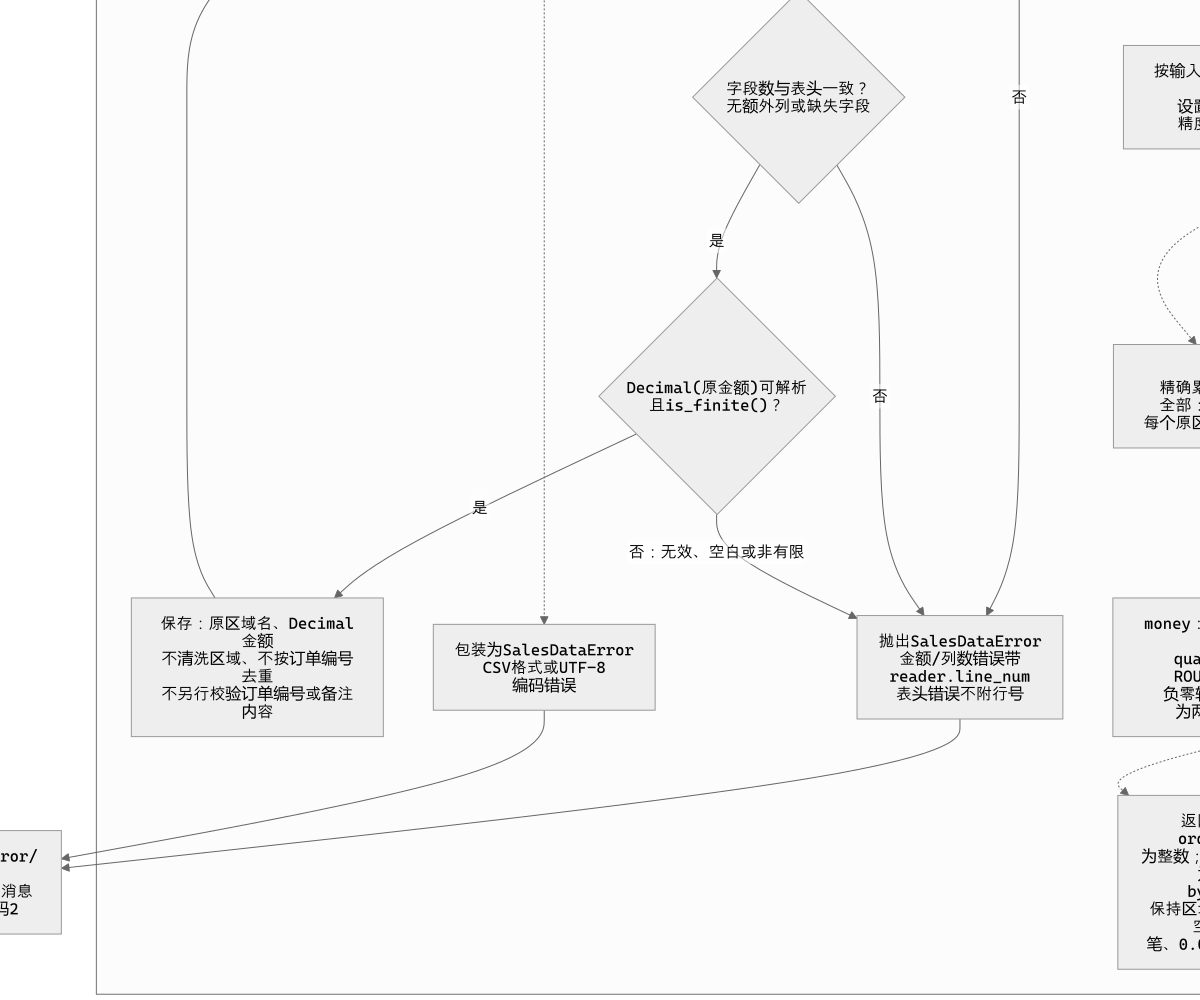 字段数与表头一致？
无额外列或缺失字段
否
按输入
设置
精度
是
Decimal(原金额)可解析
且is_finite()？
否
精确累
全部：
每个原区
是
否：无效、空白或非有限
保存：原区域名、Decimal
金额
不清洗区域、不按订单编号
去重
不另行校验订单编号或备注
内容
包装为SalesDataError
CSV格式或UTF-8
编码错误
抛出SalesDataError
金额/列数错误带
reader.line_num
表头错误不附行号
money
qua
ROU
负零
为两
ror/
消息
码2
返回
ord
为整数；
by
保持区
笔、0.0